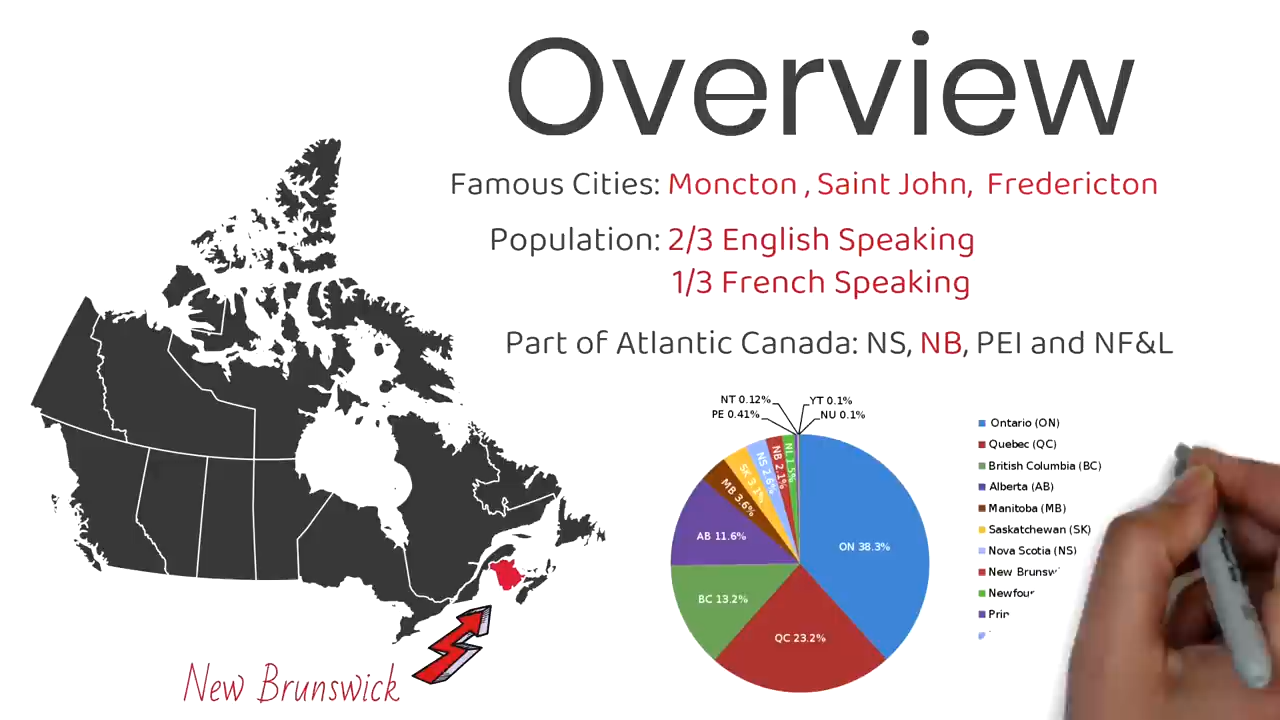 Overview
Famous Cities: Moncton , Saint John, Fredericton
Population: 2/3 English Speaking
1/3 French Speaking
Part of Atlantic Canada: NS, NB, PEI and NF&L
NT 0.12%
YT 0.1%
PE 0.41%
NU 0.1%
NL 1.5%
NB 2.1%
NS 2.6%
SK 3.1%
MB 3.6%
AB 11.6%
ON 38.3%
BC 13.2%
QC 23.2%
Ontario (ON)
Quebec (QC)
British Columbia (BC)
Alberta (AB)
Manitoba (MB)
Saskatchewan (SK)
Nova Scotia (NS)
New Brunsw
Newfou
Prin
New Brunswick